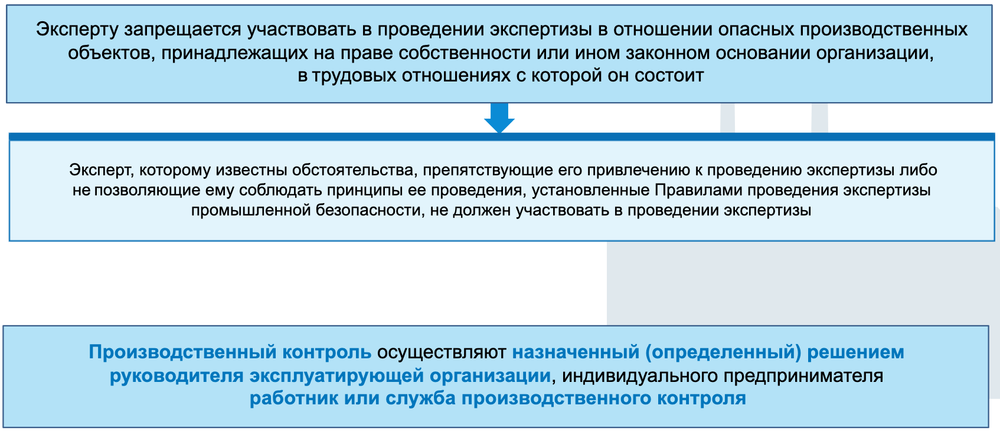 Эксперту запрещается участвовать в проведении экспертизы в отношении опасных производственных
объектов, принадлежащих на праве собственности или ином законном основании организации,
в трудовых отношениях с которой он состоит
Эксперт, которому известны обстоятельства, препятствующие его привлечению к проведению экспертизы либо
не позволяющие ему соблюдать принципы ее проведения, установленные Правилами проведения экспертизы
промышленной безопасности, не должен участвовать в проведении экспертизы
Производственный контроль осуществляют назначенный (определенный) решением
руководителя эксплуатирующей организации, индивидуального предпринимателя
работник или служба производственного контроля